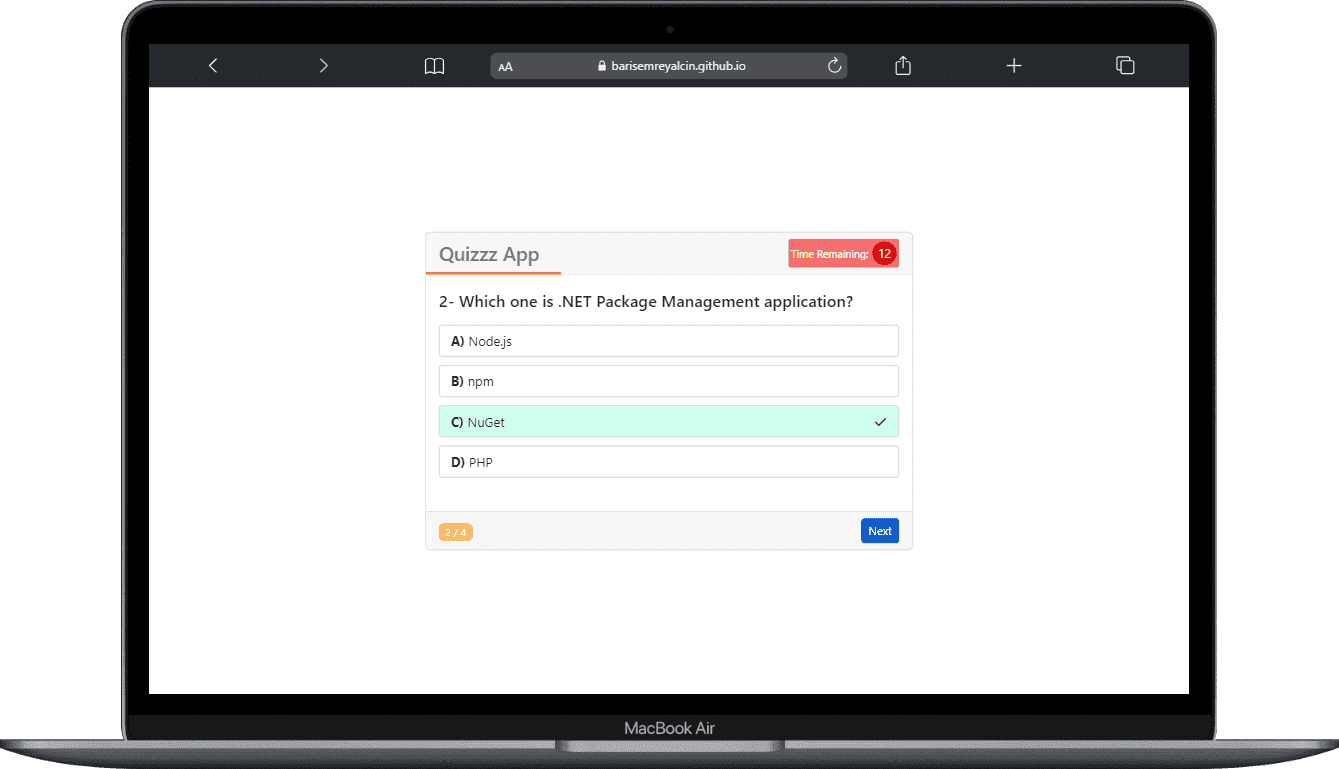 AA barisemreyalcin.github.io
Quizzz App
Time Remaining: 12
2- Which one is .NET Package Management application?
A) Node.js
B) npm
C) NuGet
D) PHP
2 / 4
Next
MacBook Air